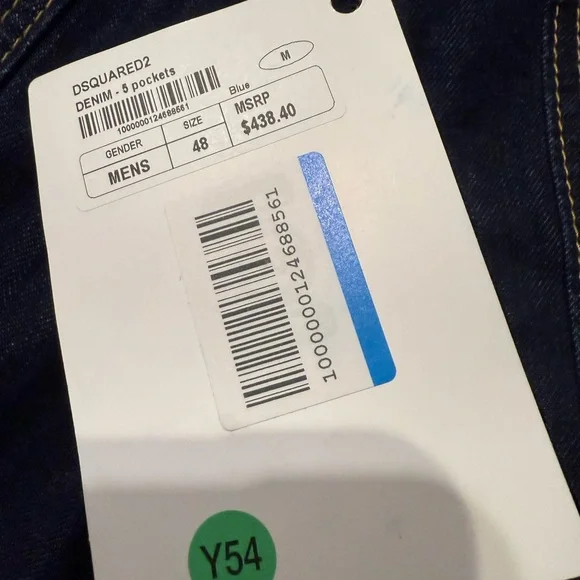 DSQUARED2
DENIM - 5 pockets
M
1000000124688561
Blue
GENDER SIZE MSRP
MENS 48 $438.40
1000000124688561
Y54